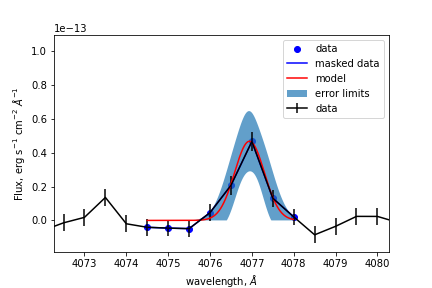 1e−13
data
masked data
model
error limits
data
Flux, erg s⁻¹ cm⁻² Å⁻¹
1.0
0.8
0.6
0.4
0.2
0.0
4073 4074 4075 4076 4077 4078 4079 4080
wavelength, Å